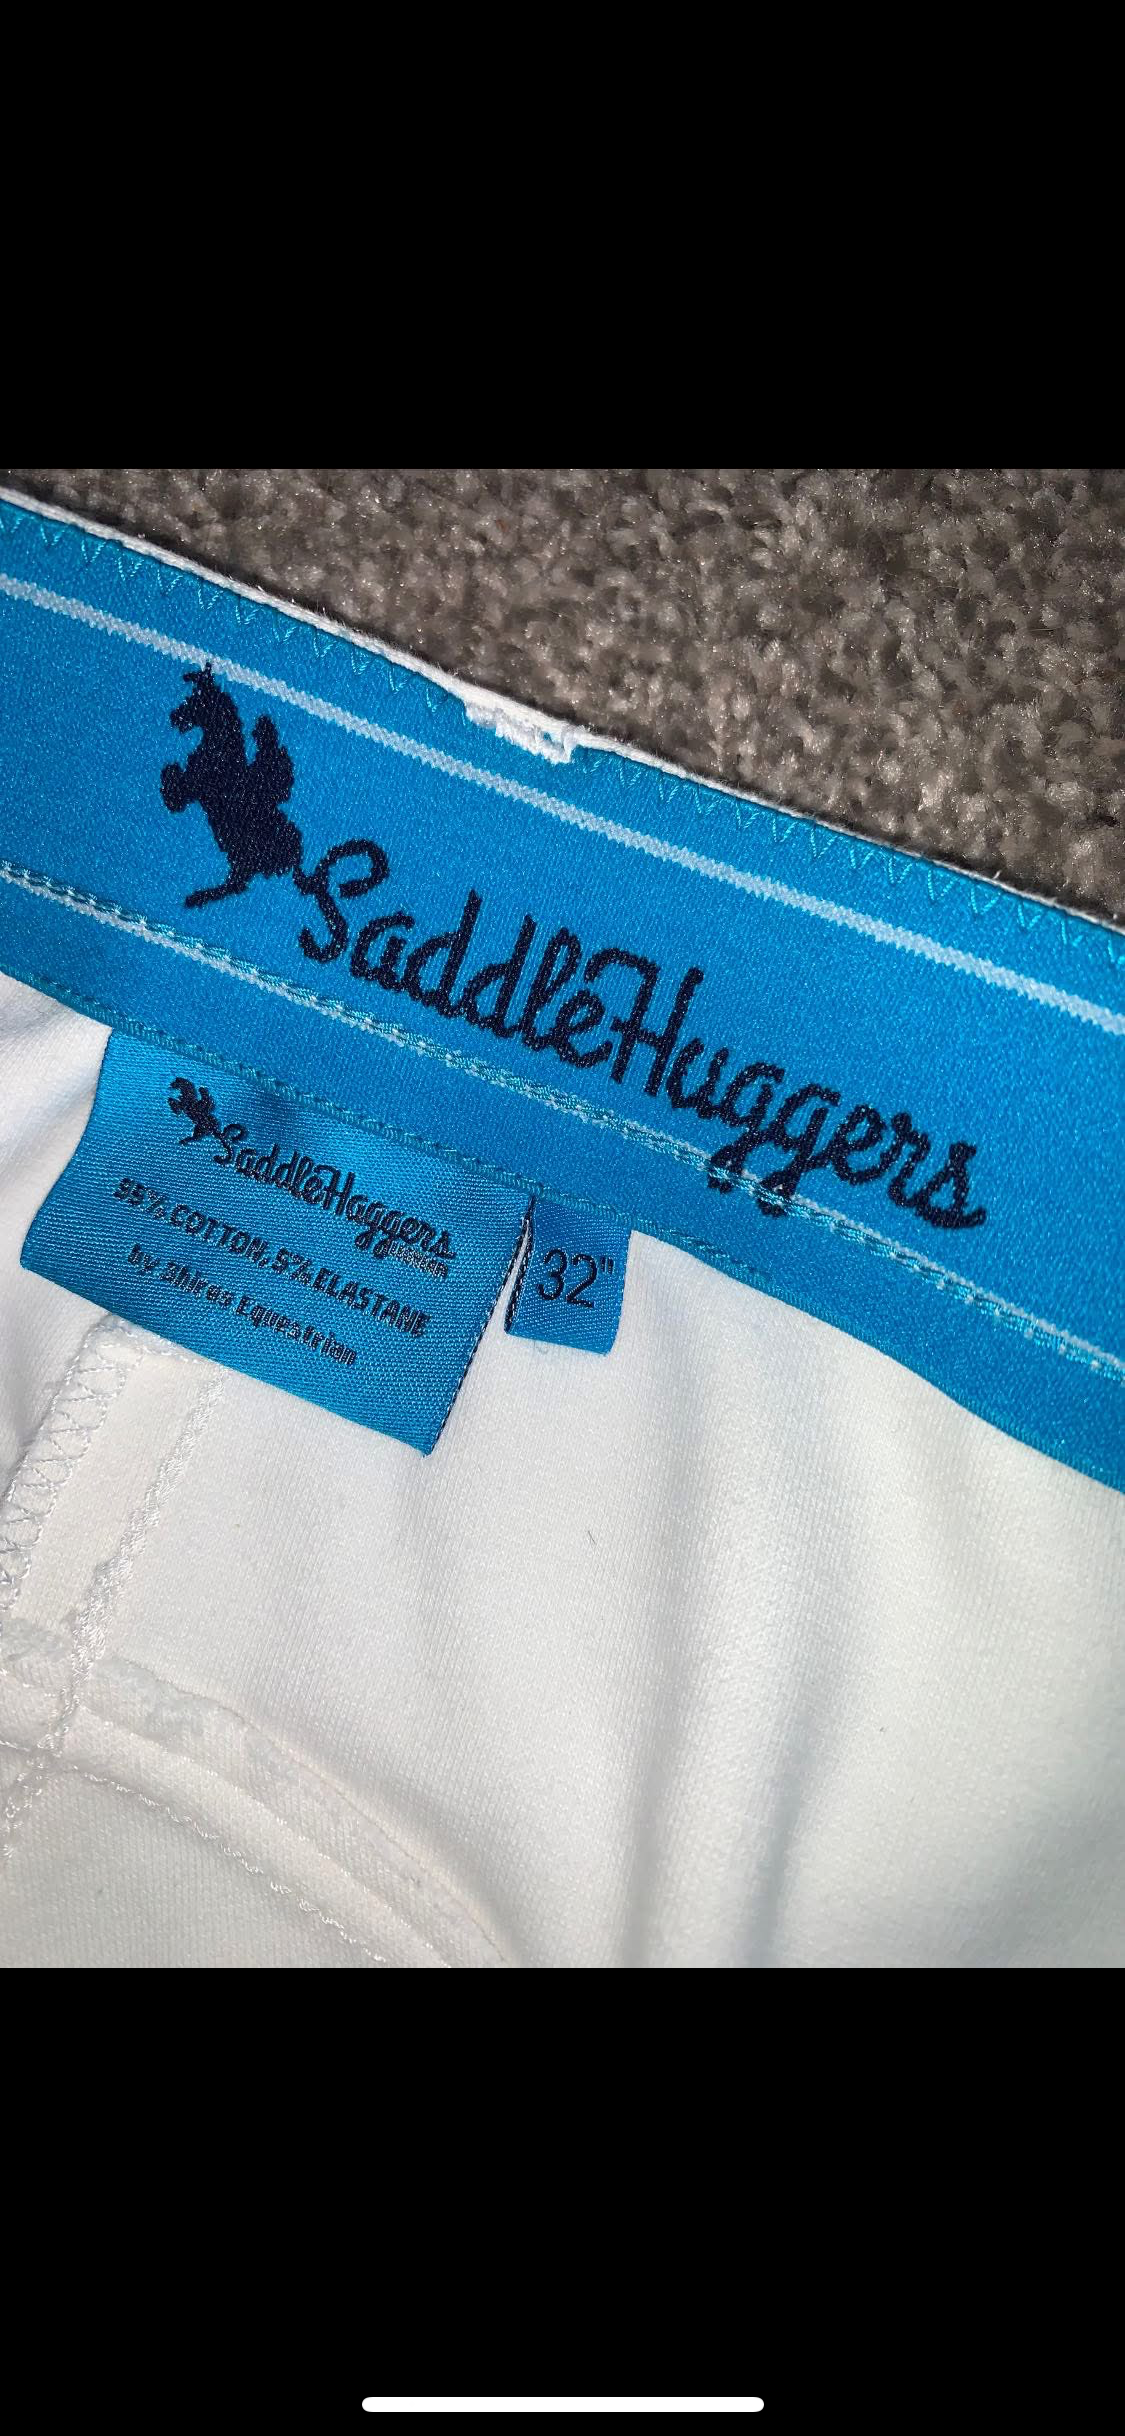 SaddleHuggers
SaddleHuggers
95% COTTON, 5% ELASTANE
by Shires Equestrian
32"